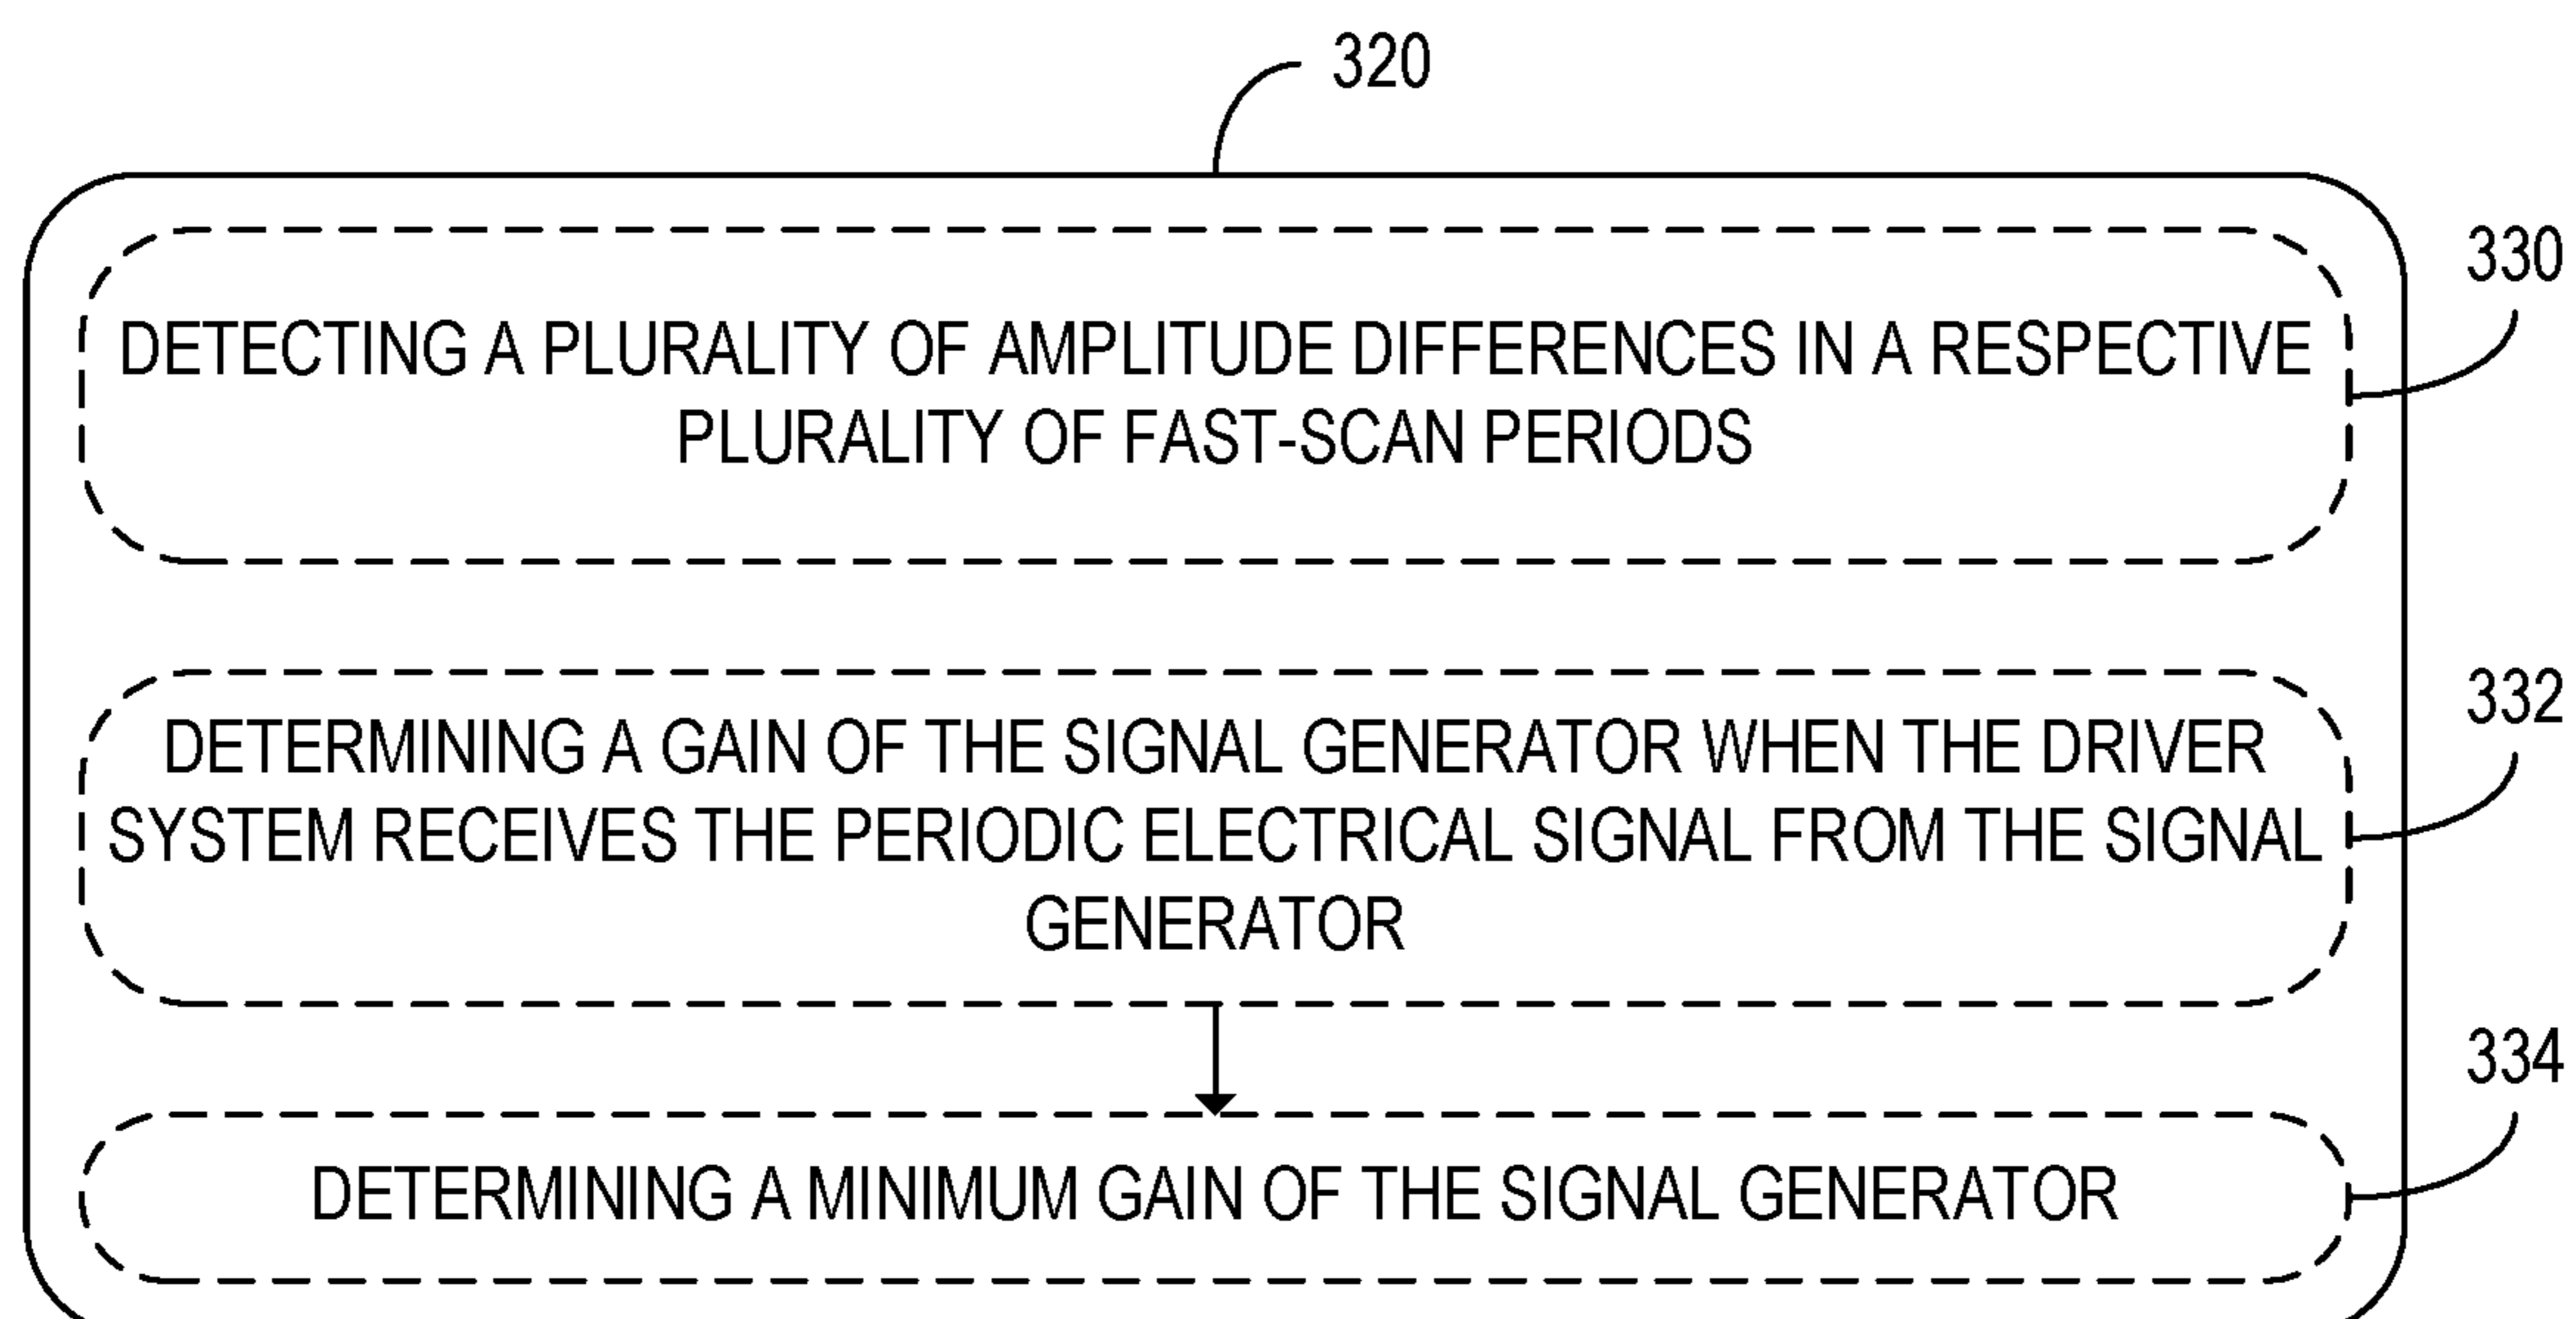 320
330
DETECTING A PLURALITY OF AMPLITUDE DIFFERENCES IN A RESPECTIVE
PLURALITY OF FAST-SCAN PERIODS
332
DETERMINING A GAIN OF THE SIGNAL GENERATOR WHEN THE DRIVER
SYSTEM RECEIVES THE PERIODIC ELECTRICAL SIGNAL FROM THE SIGNAL
GENERATOR
334
DETERMINING A MINIMUM GAIN OF THE SIGNAL GENERATOR